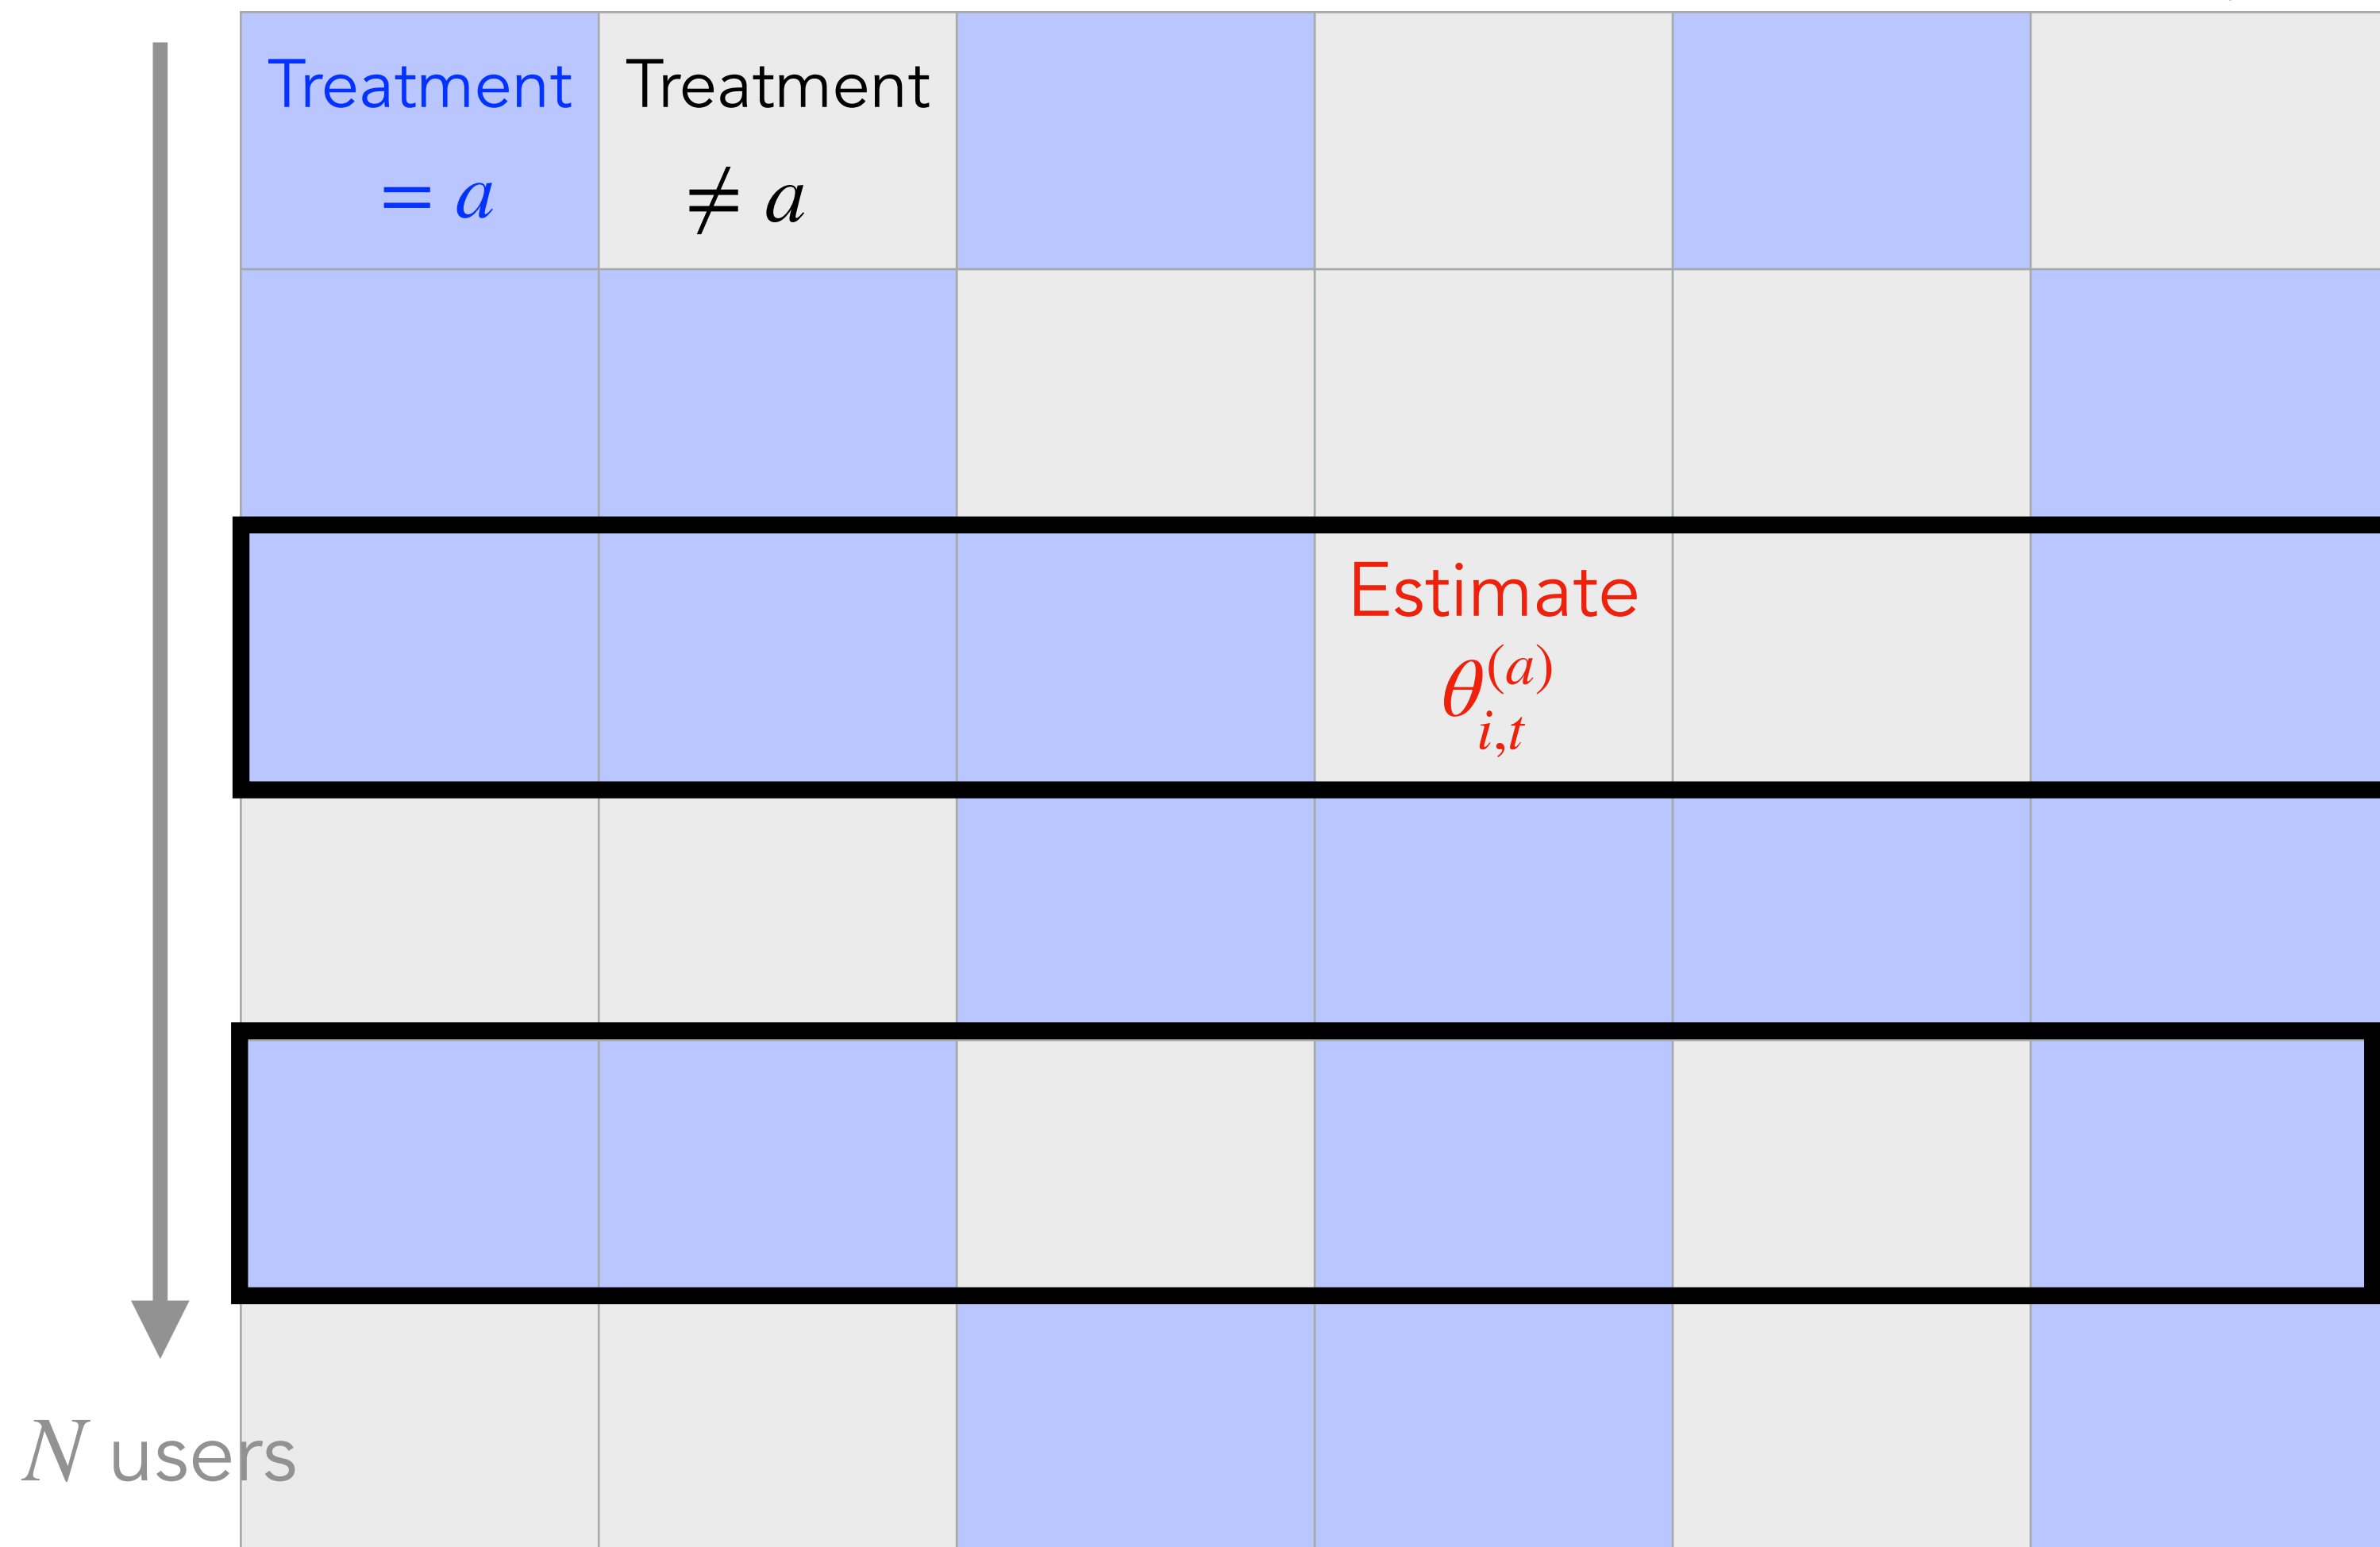 Treatment
= a
Treatment
≠ a
Estimate
θ_{i,t}^{(a)}
N users